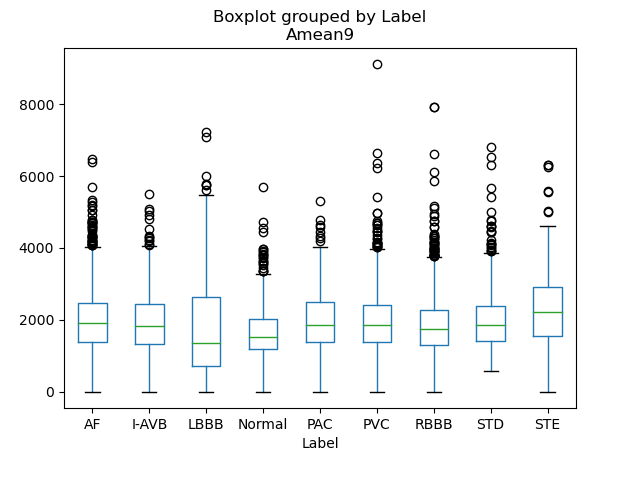 Boxplot grouped by Label
Amean9
8000
6000
4000
2000
0
AF I-AVB LBBB Normal PAC PVC RBBB STD STE
Label